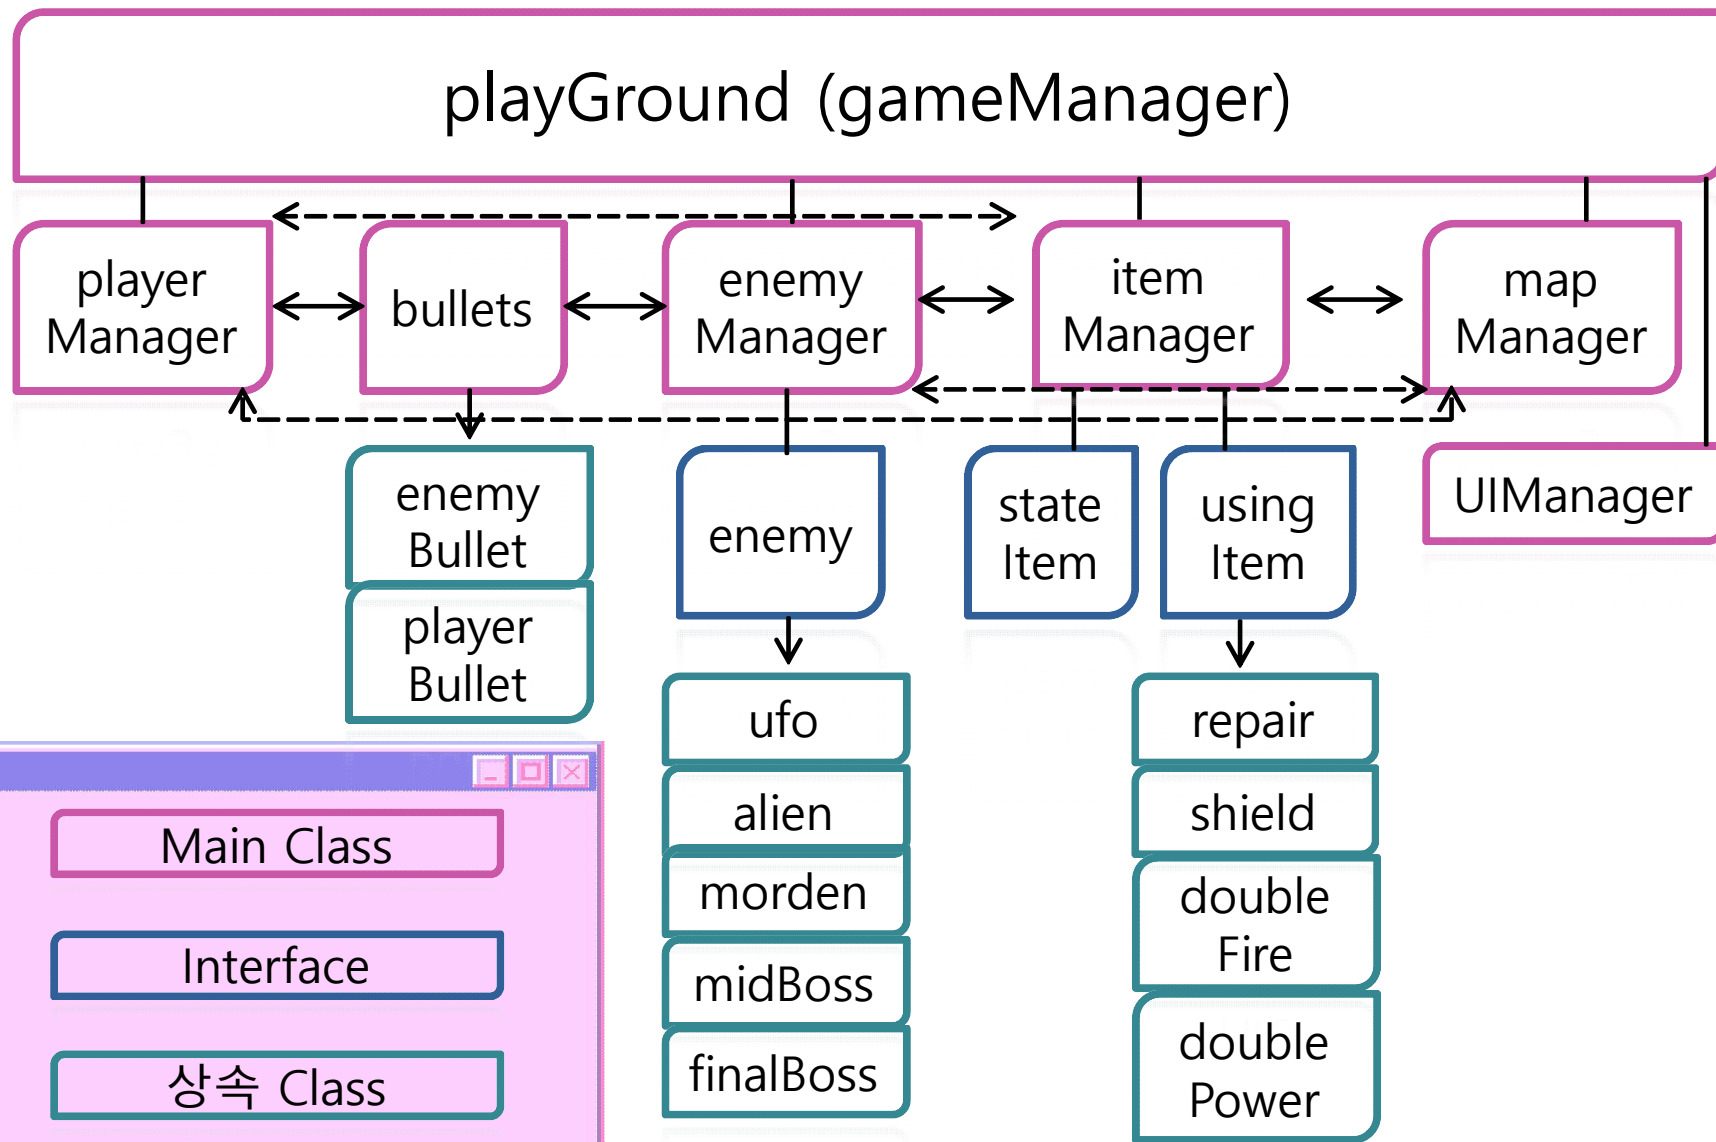 playGround (gameManager)
player
Manager
bullets
enemy
Manager
item
Manager
map
Manager
enemy
Bullet
player
Bullet
enemy
state
Item
using
Item
UIManager
ufo
alien
morden
midBoss
finalBoss
repair
shield
double
Fire
double
Power
Main Class
Interface
상속 Class